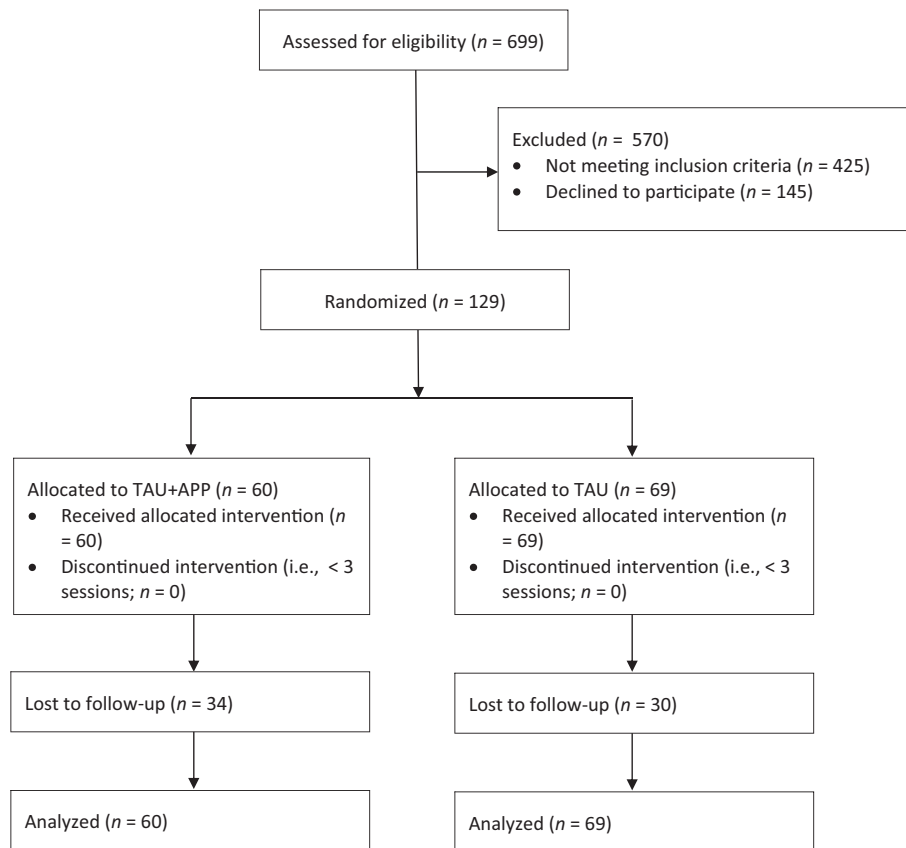 Assessed for eligibility (n = 699)
Excluded (n = 570)
• Not meeting inclusion criteria (n = 425)
• Declined to participate (n = 145)
Randomized (n = 129)
Allocated to TAU+APP (n = 60)
• Received allocated intervention (n
= 60)
• Discontinued intervention (i.e., < 3
sessions; n = 0)
Allocated to TAU (n = 69)
• Received allocated intervention (n
= 69)
• Discontinued intervention (i.e., < 3
sessions; n = 0)
Lost to follow-up (n = 34)
Lost to follow-up (n = 30)
Analyzed (n = 60)
Analyzed (n = 69)